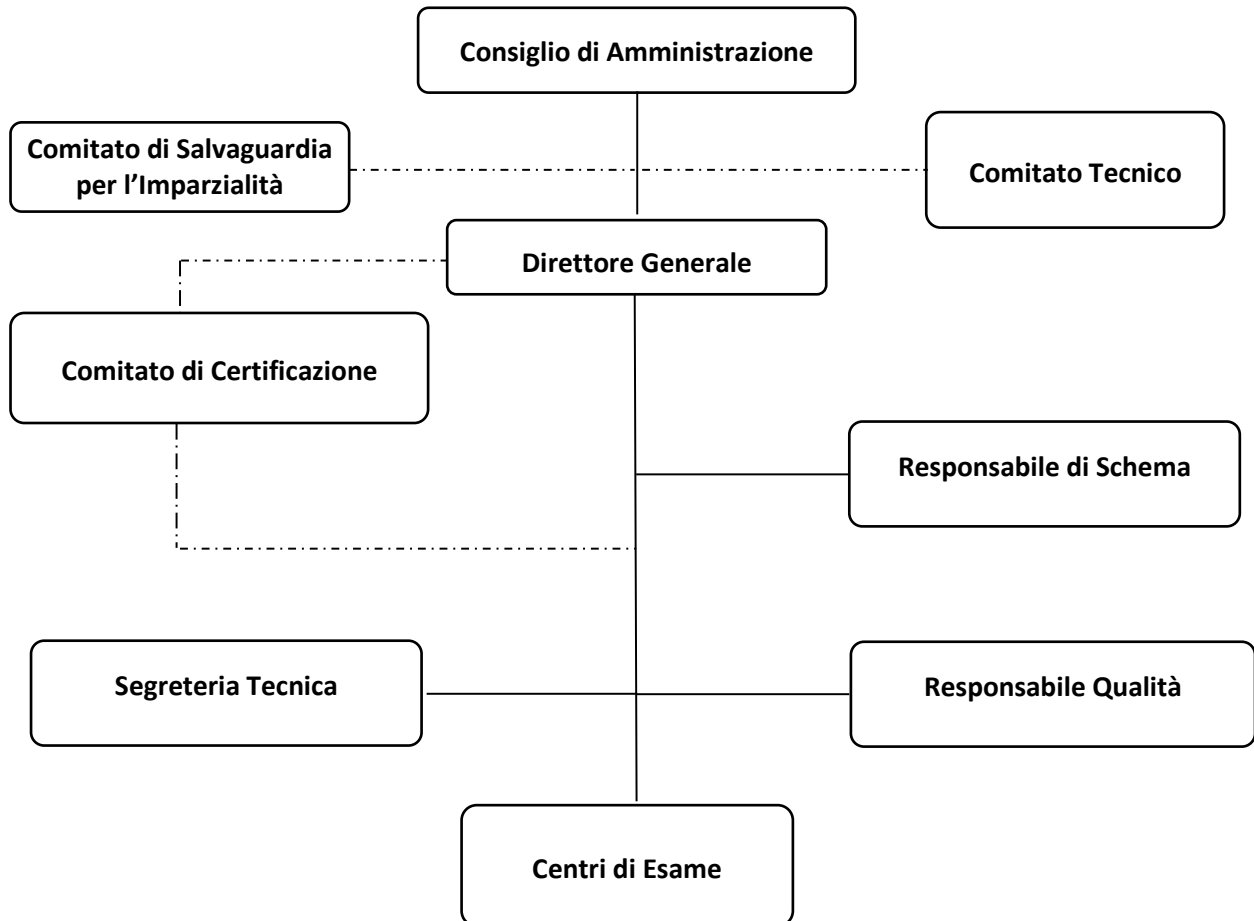 Consiglio di Amministrazione
Comitato di Salvaguardia
per l'Imparzialità
Comitato Tecnico
Direttore Generale
Comitato di Certificazione
Responsabile di Schema
Segreteria Tecnica
Responsabile Qualità
Centri di Esame